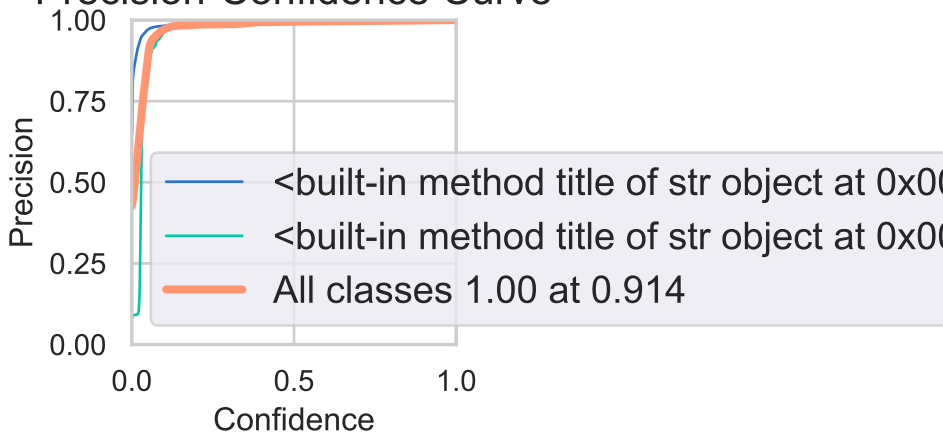 Precision-Confidence Curve
1.00
0.75
0.50
0.25
0.00
Precision
<built-in method title of str object at 0x00
<built-in method title of str object at 0x00
All classes 1.00 at 0.914
0.0 0.5 1.0
Confidence